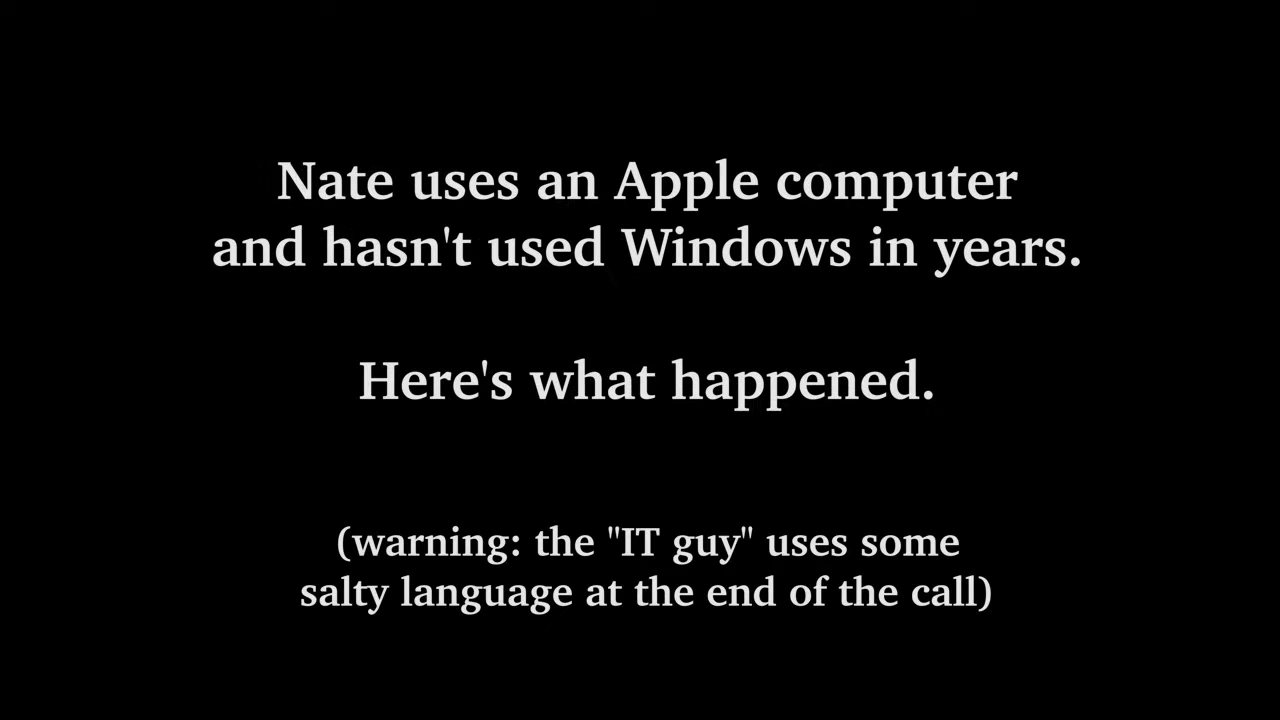 Nate uses an Apple computer
and hasn't used Windows in years.
Here's what happened.
(warning: the "IT guy" uses some
salty language at the end of the call)